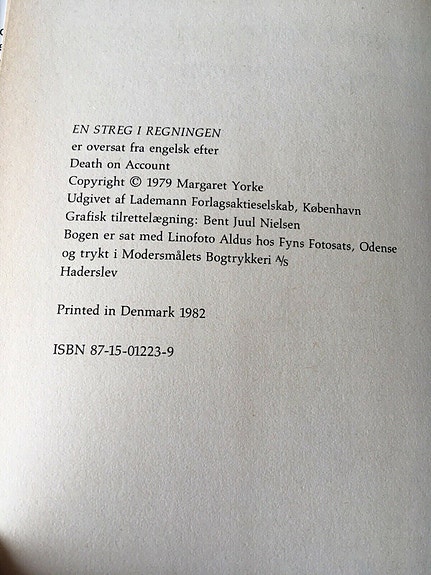 EN STREG I REGNINGEN
er oversat fra engelsk efter
Death on Account
Copyright © 1979 Margaret Yorke
Udgivet af Lademann Forlagsaktieselskab, København
Grafisk tilrettelægning: Bent Juul Nielsen
Bogen er sat med Linofoto Aldus hos Fyns Fotosats, Odense
og trykt i Modersmålets Bogtrykkeri A/S
Haderslev
Printed in Denmark 1982
ISBN 87-15-01223-9